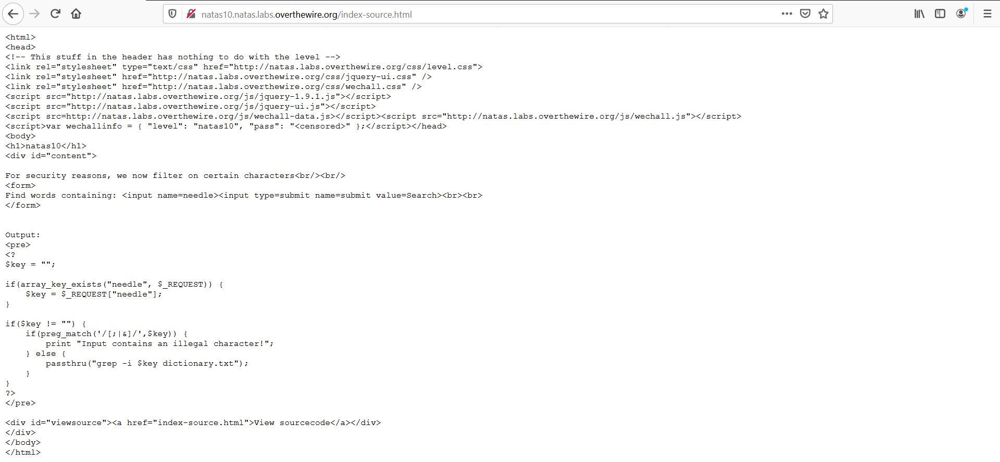 natas10.natas.labs.overthewire.org/index-source.html
<html>
<head>
<!-- This stuff in the header has nothing to do with the level -->
<link rel="stylesheet" type="text/css" href="http://natas.labs.overthewire.org/css/level.css">
<link rel="stylesheet" href="http://natas.labs.overthewire.org/css/jquery-ui.css" />
<link rel="stylesheet" href="http://natas.labs.overthewire.org/css/wechall.css" />
<script src="http://natas.labs.overthewire.org/js/jquery-1.9.1.js"></script>
<script src="http://natas.labs.overthewire.org/js/jquery-ui.js"></script>
<script src=http://natas.labs.overthewire.org/js/wechall-data.js></script><script src="http://natas.labs.overthewire.org/js/wechall.js"></script>
<script>var wechallinfo = { "level": "natas10", "pass": "<censored>" };</script></head>
<body>
<h1>natas10</h1>
<div id="content">

For security reasons, we now filter on certain characters<br/><br/>
<form>
Find words containing: <input name=needle><input type=submit name=submit value=Search><br><br>
</form>


Output:
<pre>
<?
$key = "";

if(array_key_exists("needle", $_REQUEST)) {
    $key = $_REQUEST["needle"];
}

if($key != "") {
    if(preg_match('/[;|&]/',$key)) {
        print "Input contains an illegal character!";
    } else {
        passthru("grep -i $key dictionary.txt");
    }
}
?>
</pre>

<div id="viewsource"><a href="index-source.html">View sourcecode</a></div>
</div>
</body>
</html>